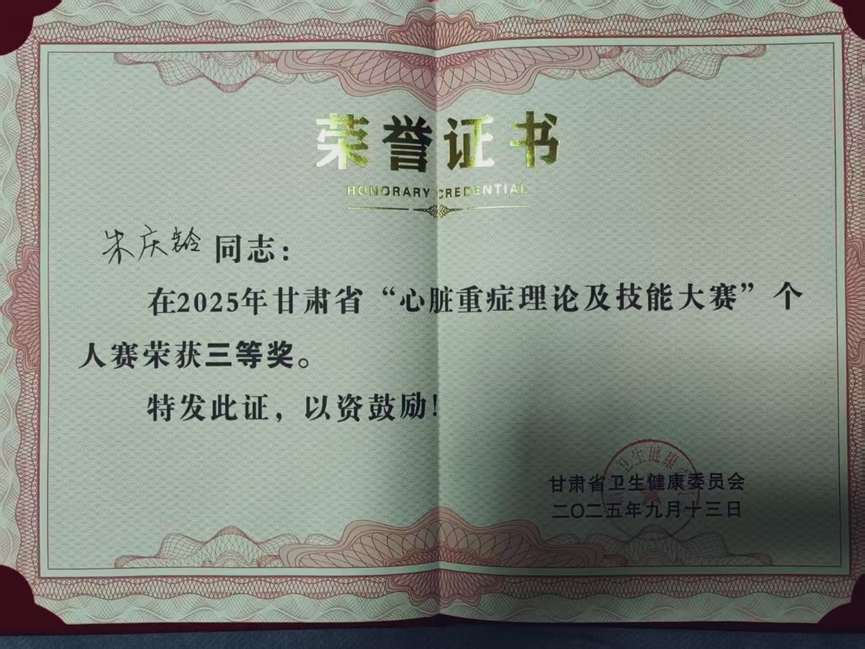 荣誉证书
HONORARY CREDENTIAL
朱庆龄 同志:
在2025年甘肃省“心脏重症理论及技能大赛”个
人赛荣获三等奖。
特发此证，以资鼓励!
甘肃省卫生健康委员会
二〇二五年九月十三日